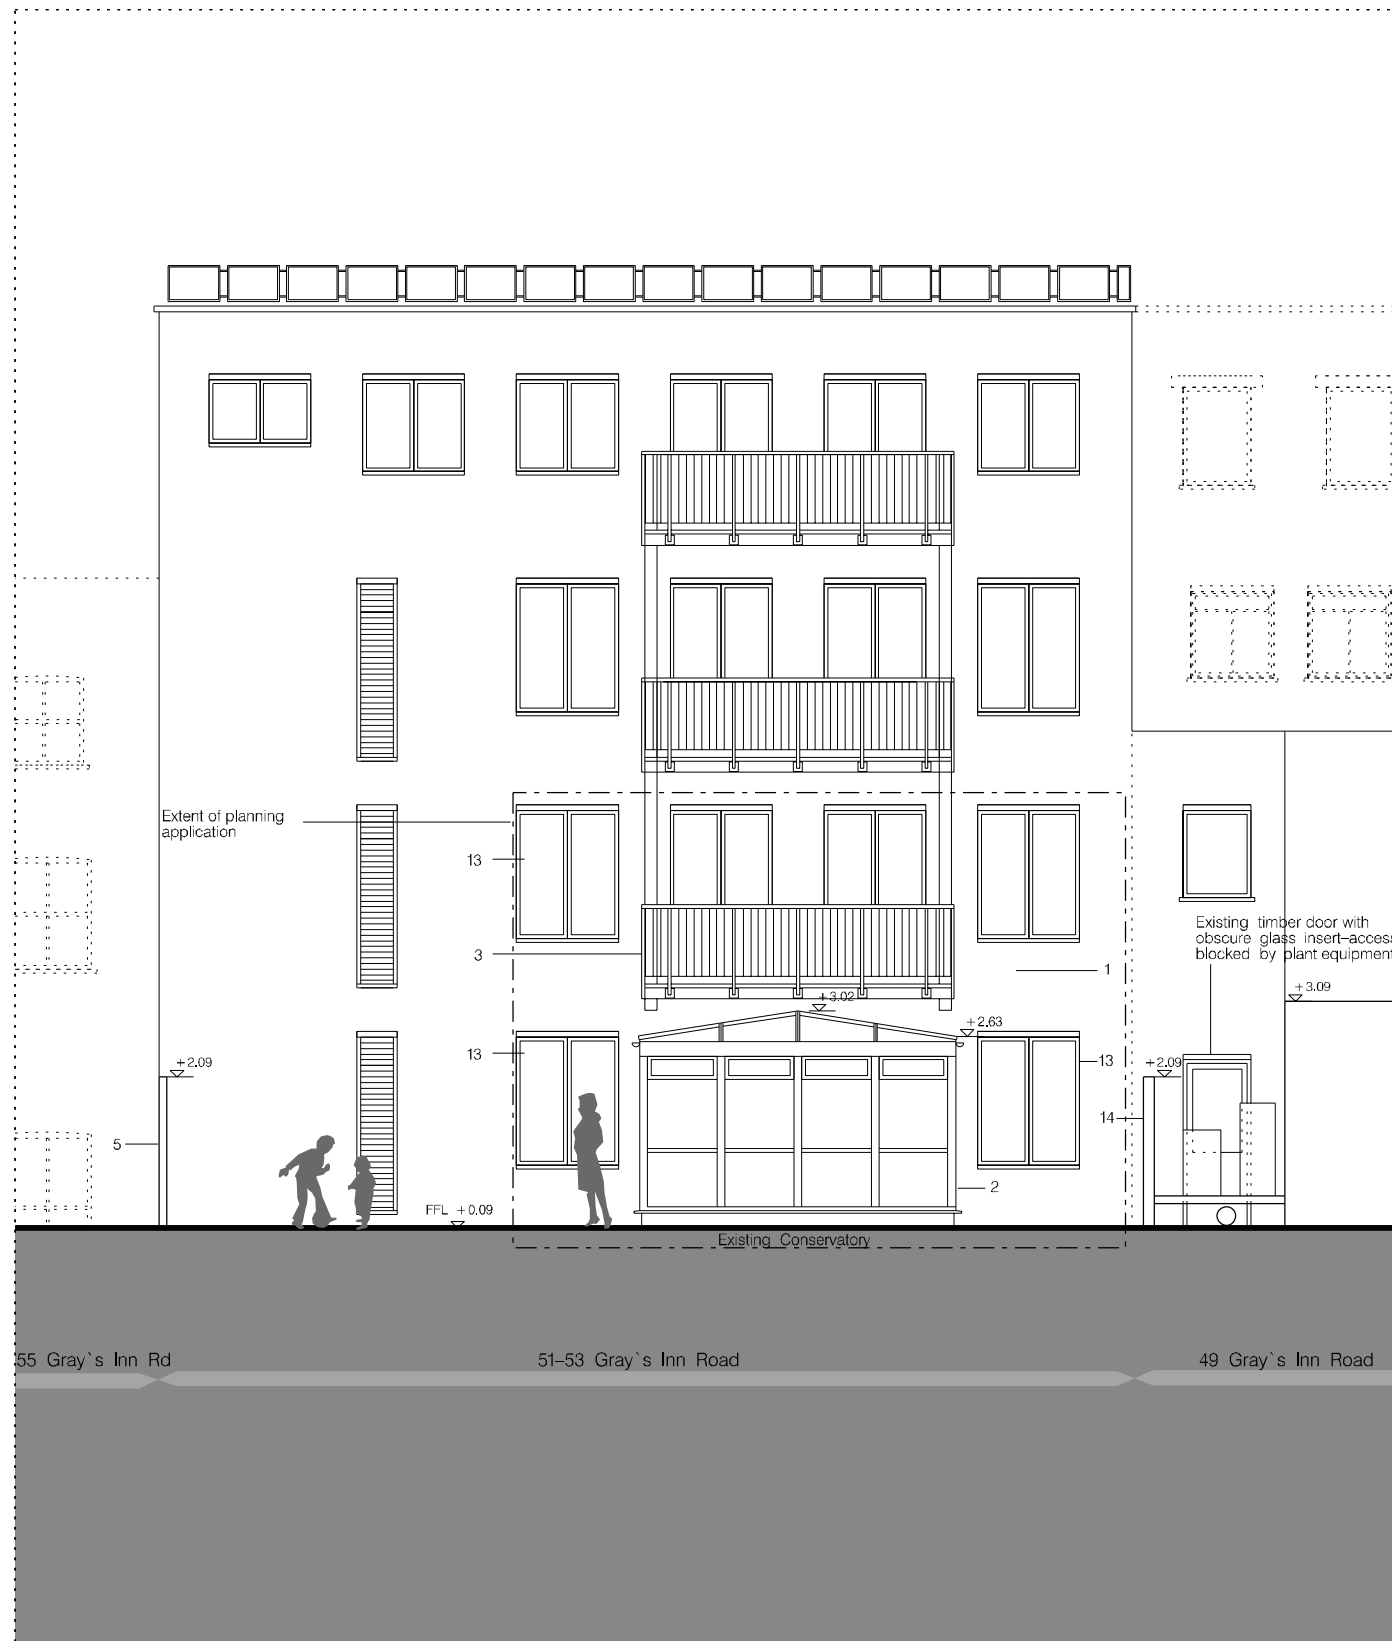 Extent of planning
application
13
Existing timber door with
obscure glass insert–access
blocked by plant equipment
3
1
+3.02
+3.09
+2.63
13
13
+2.09
+2.09
14
5
2
FFL +0.09
Existing Conservatory
55 Gray`s Inn Rd
51–53 Gray`s Inn Road
49 Gray`s Inn Road